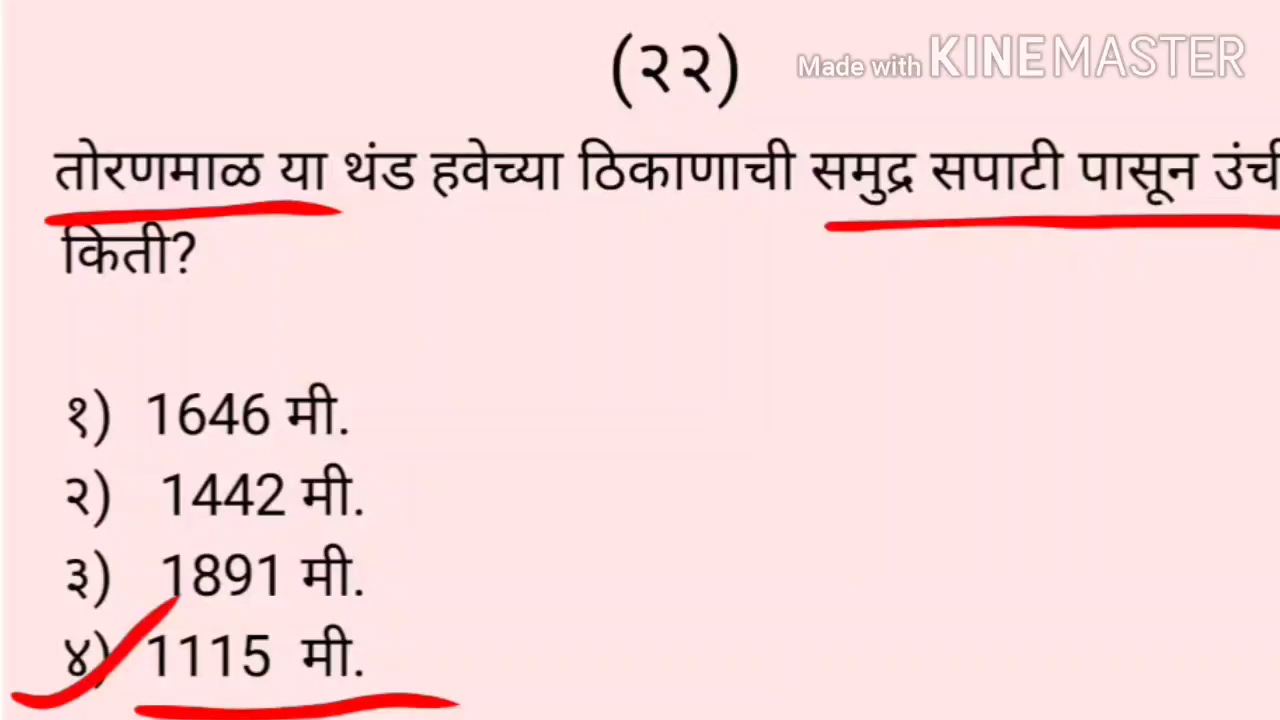 (२२)
Made with KINEMASTER
तोरणमाळ या थंड हवेच्या ठिकाणाची समुद्र सपाटी पासून
किती?
१) 1646 मी.
२) 1442 मी.
३) 1891 मी.
४) 1115 मी.